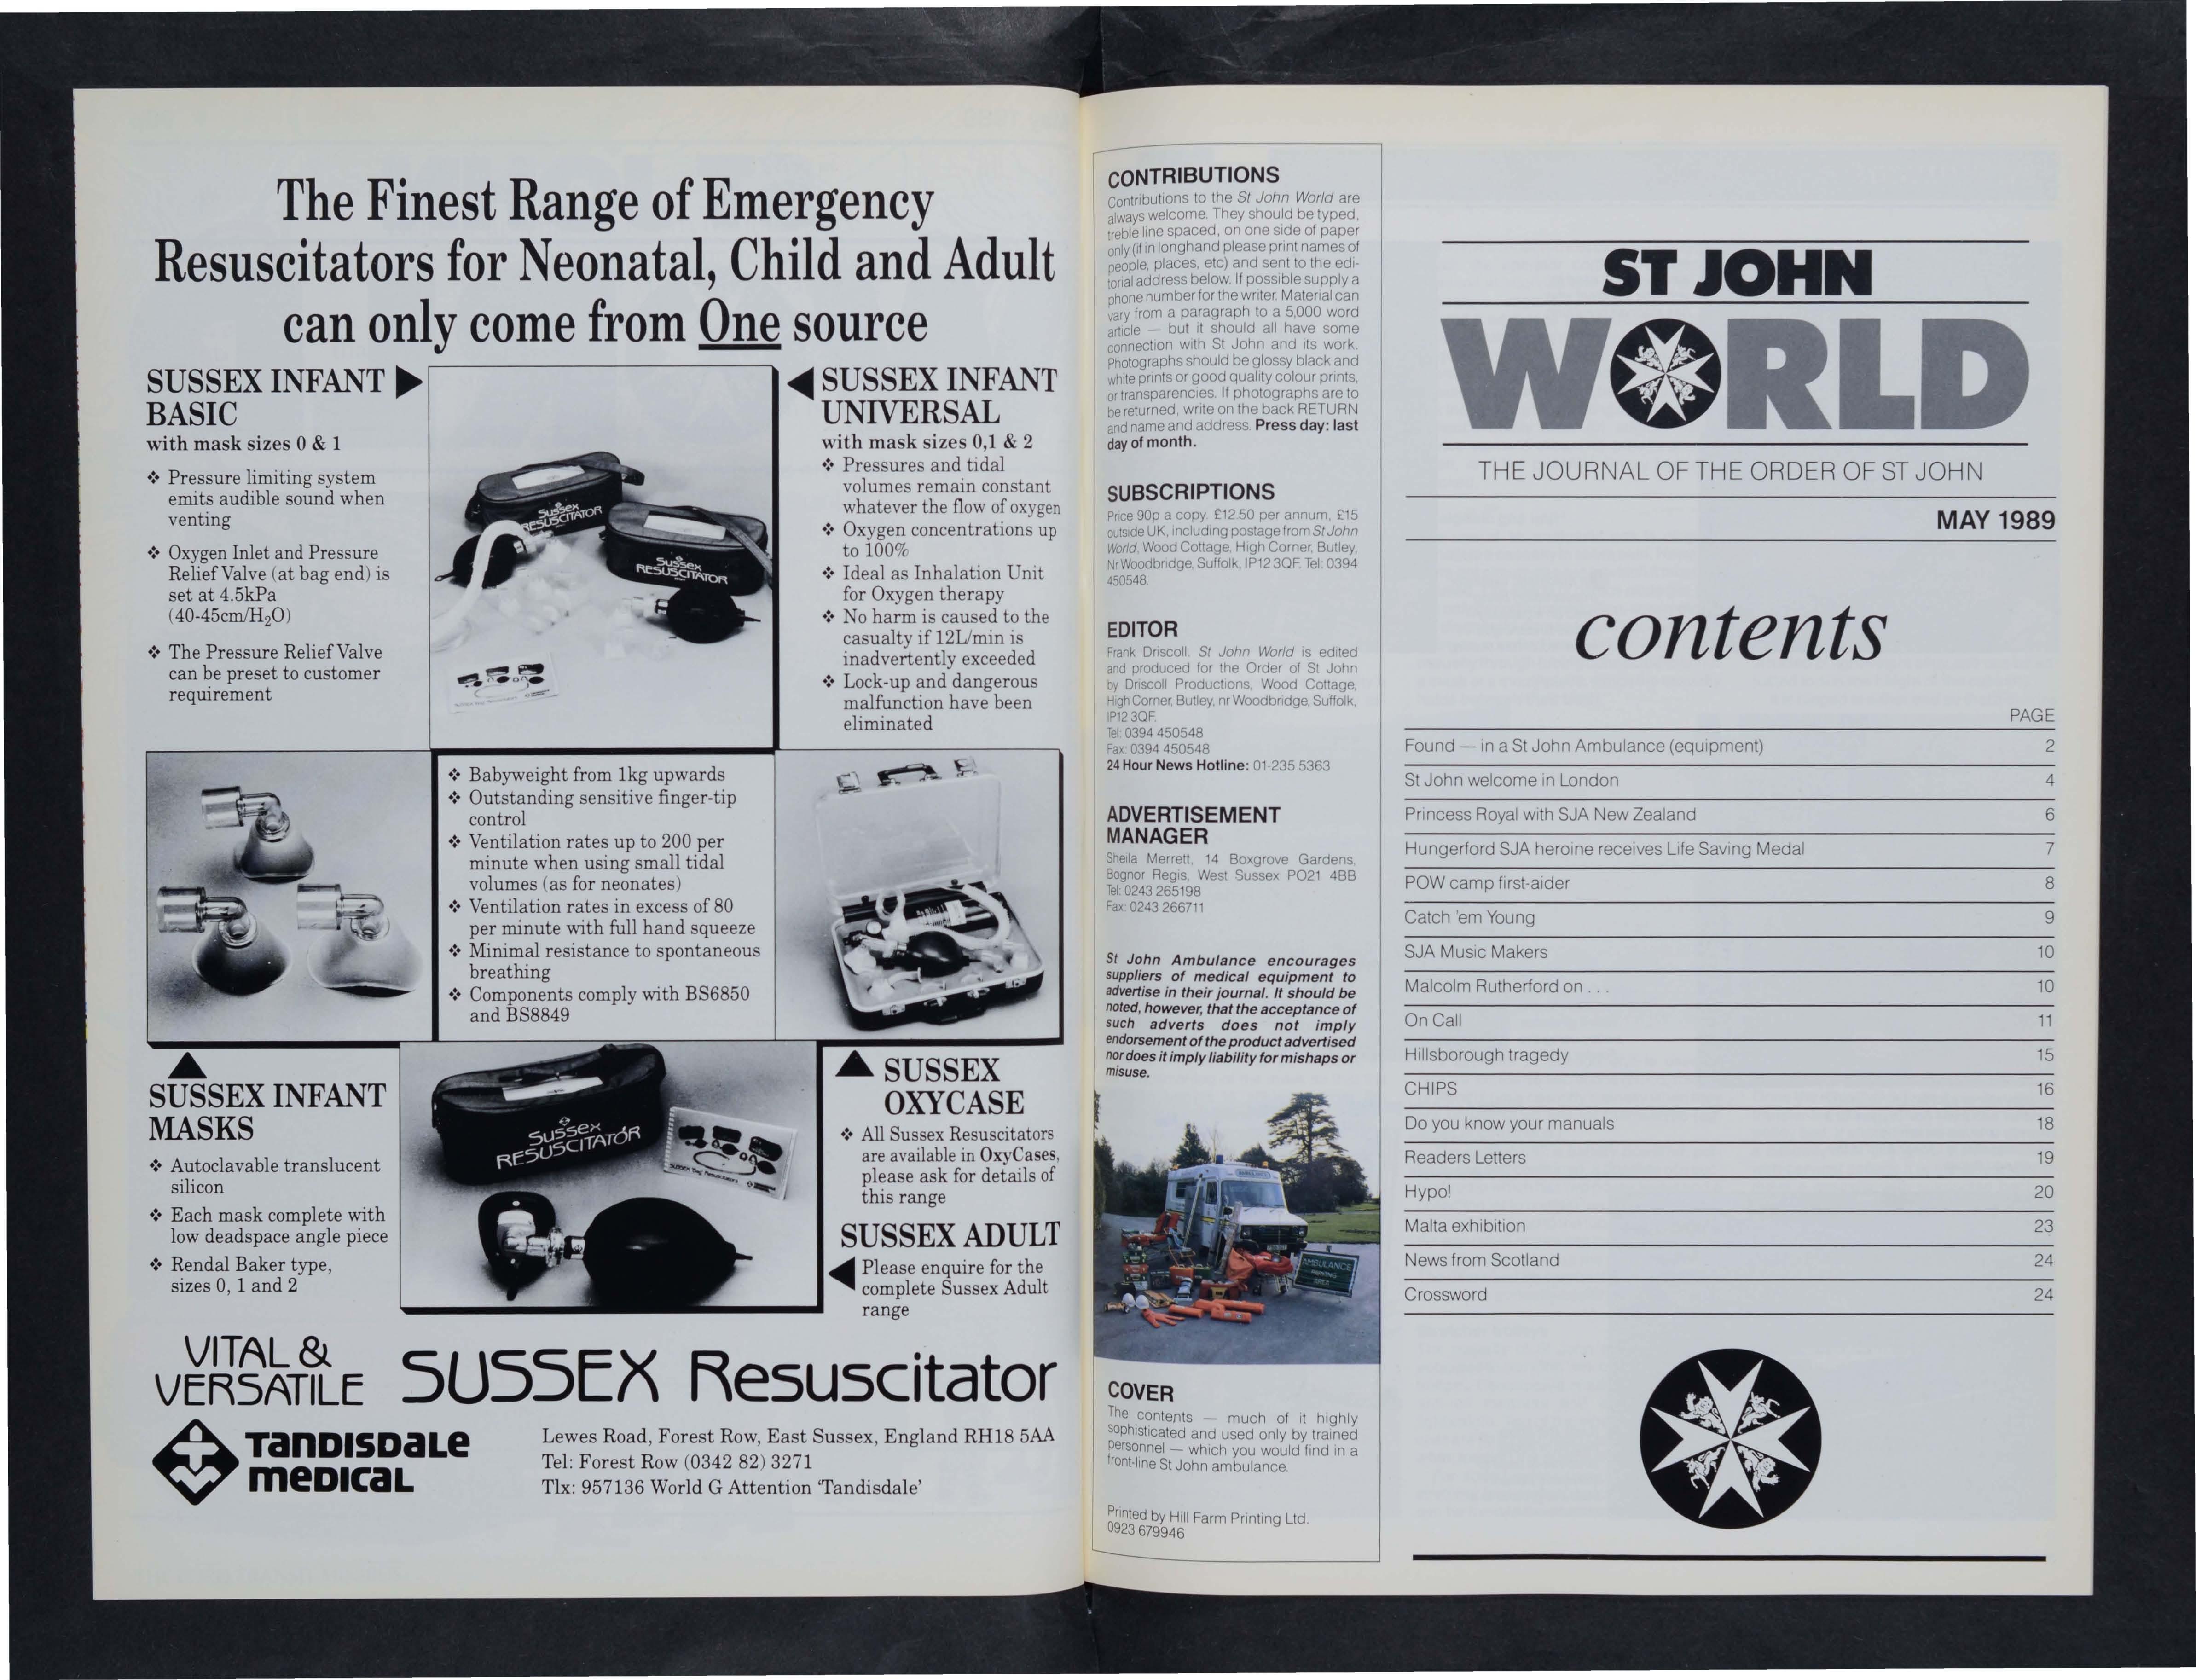 The Finest Range of Emergency
Resuscitators for Neonatal, Child and Adult
can only come from One source
SUSSEX INFANT
BASIC
with mask sizes 0 & 1
❖ Pressure limiting system
emits audible sound when
venting
❖ Oxygen Inlet and Pressure
Relief Valve (at bag end) is
set at 4.5kPa
(40-45cm/H₂O)
❖ The Pressure Relief Valve
can be preset to customer
requirement
Sussex
RESUSCITATOR
Sussex
RESUSCITATOR
SUSSEX INFANT
UNIVERSAL
with mask sizes 0,1 & 2
❖ Pressures and tidal
volumes remain constant
whatever the flow of oxygen
❖ Oxygen concentrations up
to 100%
❖ Ideal as Inhalation Unit
for Oxygen therapy
❖ No harm is caused to the
casualty if 12L/min is
inadvertently exceeded
❖ Lock-up and dangerous
malfunction have been
eliminated
❖ Babyweight from 1kg upwards
❖ Outstanding sensitive finger-tip
control
❖ Ventilation rates up to 200 per
minute when using small tidal
volumes (as for neonates)
❖ Ventilation rates in excess of 80
per minute with full hand squeeze
❖ Minimal resistance to spontaneous
breathing
❖ Components comply with BS6850
and BS8849
SUSSEX INFANT
MASKS
❖ Autoclavable translucent
silicon
❖ Each mask complete with
low deadspace angle piece
❖ Rendal Baker type,
sizes 0, 1 and 2
Sussex
RESUSCITATOR
SUSSEX
OXYCASE
❖ All Sussex Resuscitators
are available in OxyCases,
please ask for details of
this range
SUSSEX ADULT
Please enquire for the
complete Sussex Adult
range
VITAL &
VERSATILE
SUSSEX Resuscitator
TANDISDALE
MEDICAL
Lewes Road, Forest Row, East Sussex, England RH18 5AA
Tel: Forest Row (0342 82) 3271
Tlx: 957136 World G Attention 'Tandisdale'
CONTRIBUTIONS
Contributions to the St John World are
always welcome. They should be typed,
treble line spaced, on one side of paper
only (if in longhand please print names of
people, places, etc) and sent to the edi-
torial address below. If possible supply a
phone number for the writer. Material can
vary from a paragraph to a 5,000 word
article — but it should all have some
connection with St John and its work.
Photographs should be glossy black and
white prints or good quality colour prints,
or transparencies. If photographs are to
be returned, write on the back RETURN
and name and address. Press day: last
day of month.
SUBSCRIPTIONS
Price 90p a copy. £12.50 per annum, £15
outside UK, including postage from St John
World, Wood Cottage, High Corner, Butley,
Nr Woodbridge, Suffolk, IP12 3QF. Tel: 0394
450548.
EDITOR
Frank Driscoll. St John World is edited
and produced for the Order of St John
by Driscoll Productions, Wood Cottage,
High Corner, Butley, nr Woodbridge, Suffolk,
IP12 3QF.
Tel: 0394 450548
Fax: 0394 450548
24 Hour News Hotline: 01-235 5363
ADVERTISEMENT
MANAGER
Sheila Merrett, 14 Boxgrove Gardens,
Bognor Regis, West Sussex PO21 4BB
Tel: 0243 265198
Fax: 0243 266711
St John Ambulance encourages
suppliers of medical equipment to
advertise in their journal. It should be
noted, however, that the acceptance of
such adverts does not imply
endorsement of the product advertised
nor does it imply liability for mishaps or
misuse.
AMBULANCE
PARKING
AREA
COVER
The contents — much of it highly
sophisticated and used only by trained
personnel — which you would find in a
front-line St John ambulance.
Printed by Hill Farm Printing Ltd.
0923 679946
ST JOHN
WORLD
THE JOURNAL OF THE ORDER OF ST JOHN
MAY 1989
contents
PAGE
Found — in a St John Ambulance (equipment) 2
St John welcome in London 4
Princess Royal with SJA New Zealand 6
Hungerford SJA heroine receives Life Saving Medal 7
POW camp first-aider 8
Catch 'em Young 9
SJA Music Makers 10
Malcolm Rutherford on . . . 10
On Call 11
Hillsborough tragedy 15
CHIPS 16
Do you know your manuals 18
Readers Letters 19
Hypo! 20
Malta exhibition 23
News from Scotland 24
Crossword 24